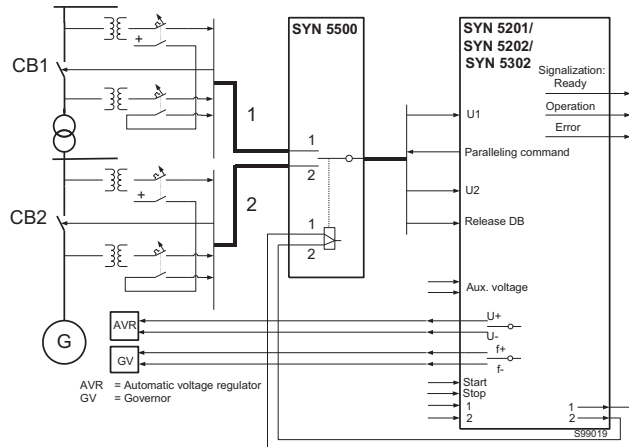 SYN 5500
SYN 5201/
SYN 5202/
SYN 5302
Signalization:
Ready
Operation
Error
CB1
+
1
1
2
U1
Paralleling command
U2
Release DB
+
2
CB2
1
2
Aux. voltage
G
AVR
U+
U-
GV
f+
f-
AVR = Automatic voltage regulator
GV = Governor
Start
Stop
1
2
1
2
S99019